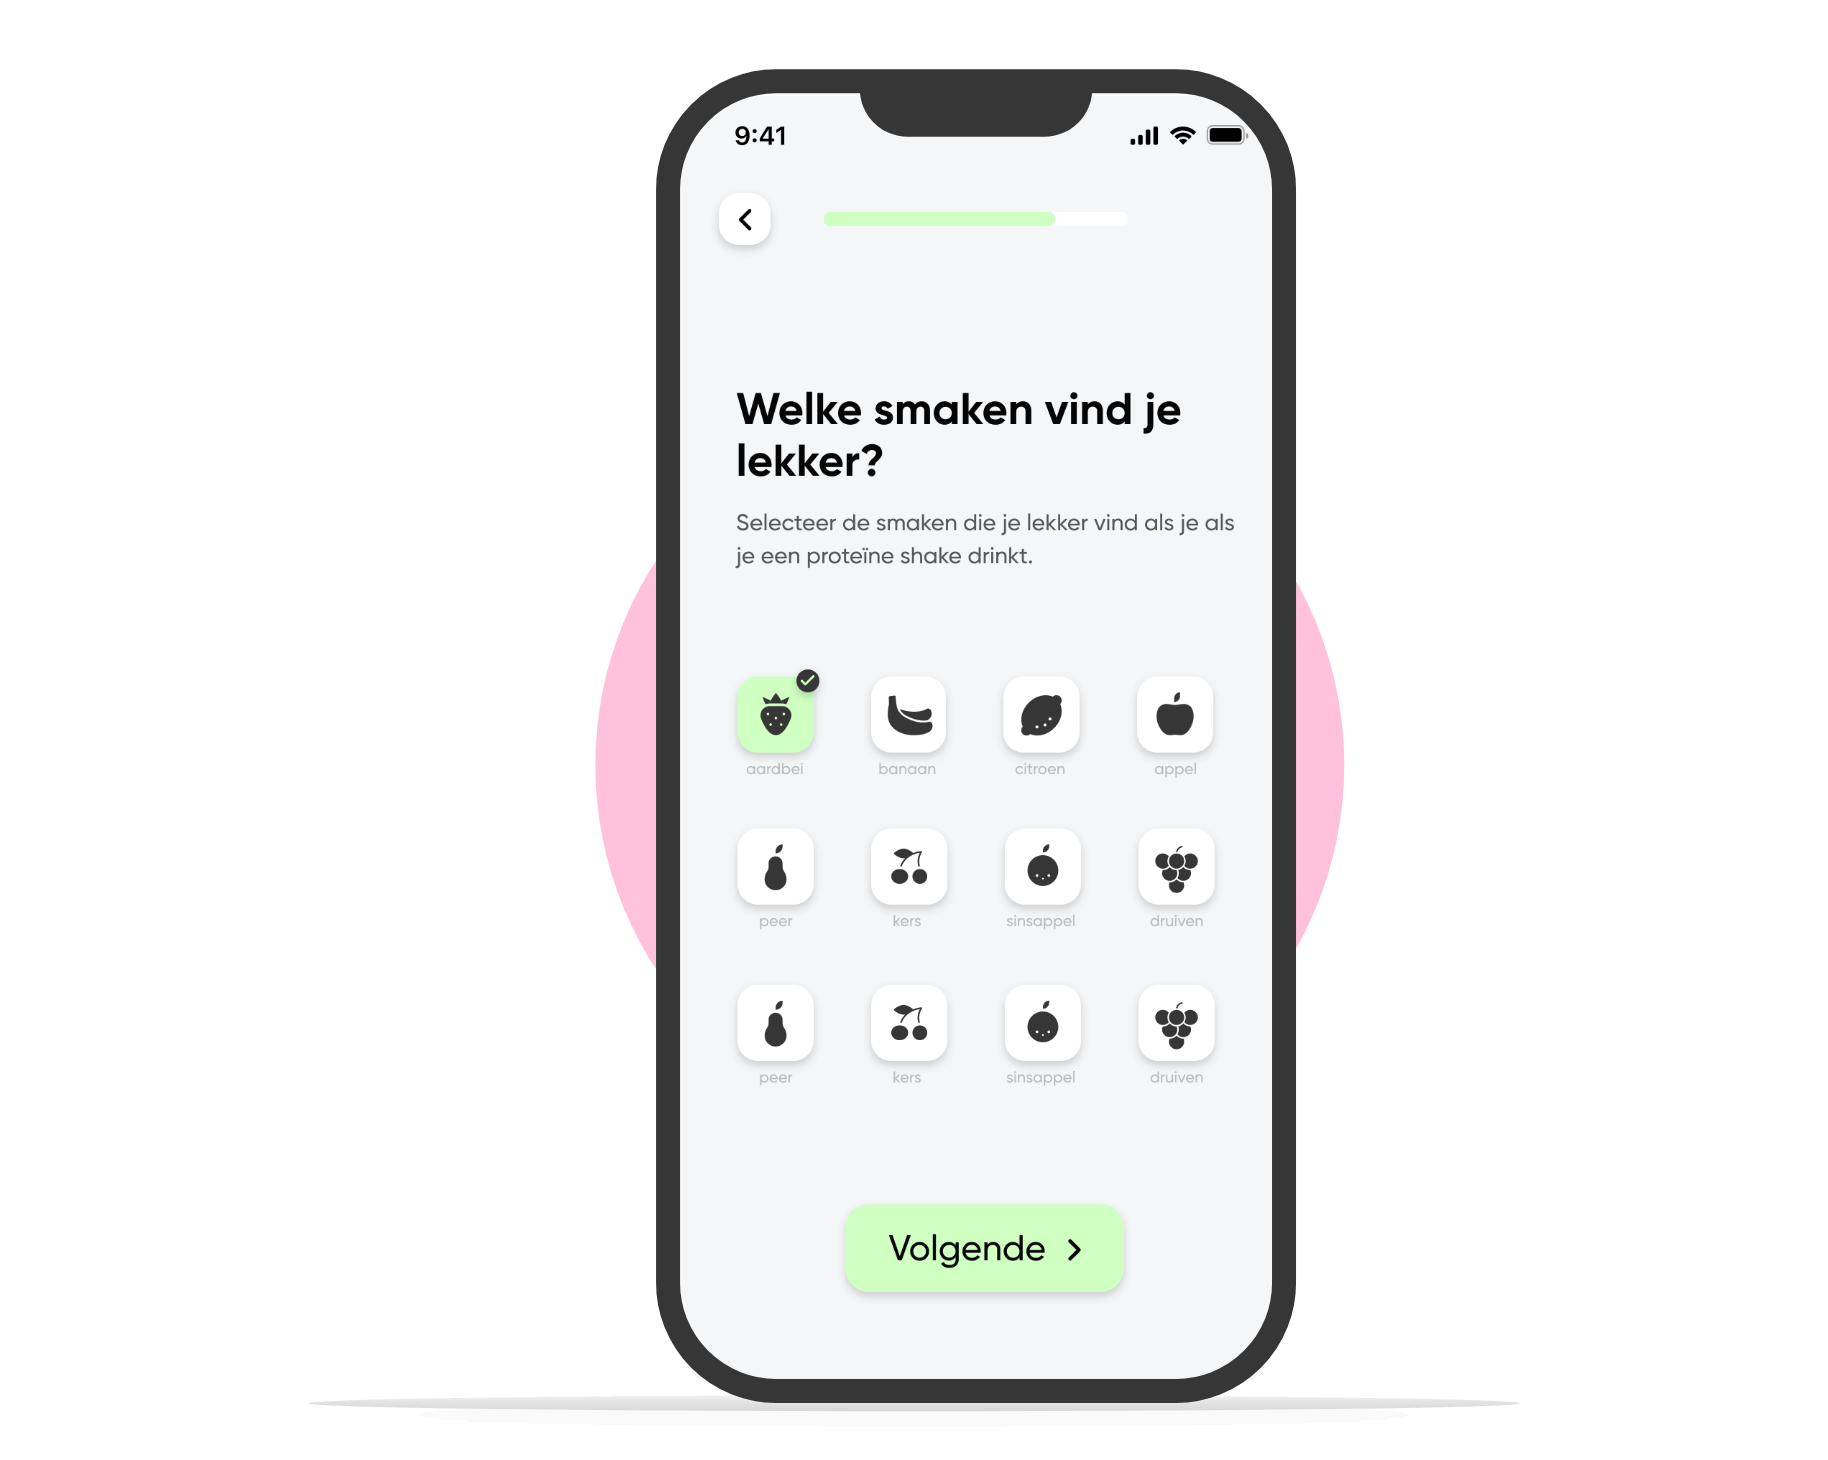 9:41
Welke smaken vind je
lekker?
Selecteer de smaken die je lekker vind als je als
je een proteïne shake drinkt.
aardbei banaan citroen appel
peer kers sinsappel druiven
peer kers sinsappel druiven
Volgende